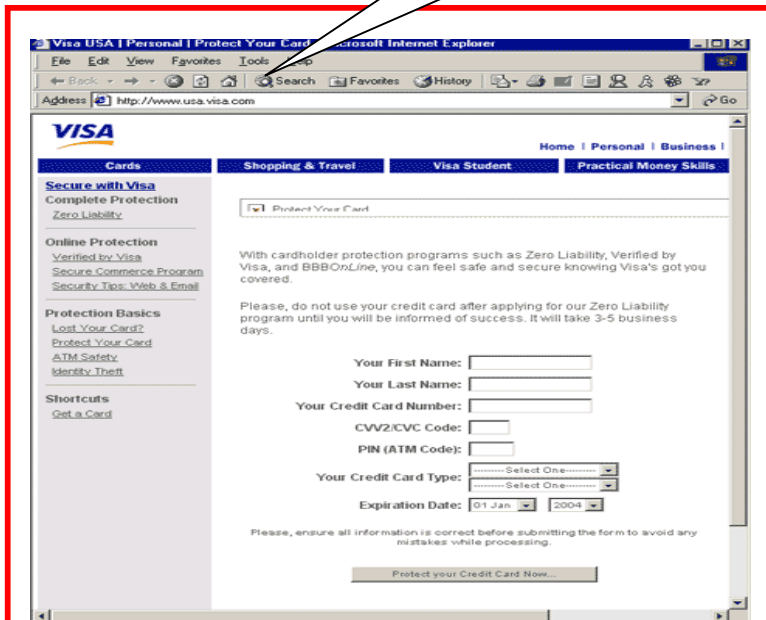 Visa USA | Personal | Protect Your Card - Microsoft Internet Explorer
File Edit View Favorites Tools Help
Back Search Favorites History
Address http://www.usa.visa.com Go
VISA
Home | Personal | Business |
Cards Shopping & Travel Visa Student Practical Money Skills
Secure with Visa
Complete Protection
Zero Liability
Online Protection
Verified by Visa
Secure Commerce Program
Security Tips: Web & Email
Protection Basics
Lost Your Card?
Protect Your Card
ATM Safety
Identity Theft
Shortcuts
Get a Card
Protect Your Card
With cardholder protection programs such as Zero Liability, Verified by
Visa, and BBBOnLine, you can feel safe and secure knowing Visa's got you
covered.
Please, do not use your credit card after applying for our Zero Liability
program until you will be informed of success. It will take 3-5 business
days.
Your First Name:
Your Last Name:
Your Credit Card Number:
CVV2/CVC Code:
PIN (ATM Code):
Your Credit Card Type: --------Select One--------
--------Select One--------
Expiration Date: 01 Jan 2004
Please, ensure all information is correct before submitting the form to avoid any
mistakes while processing.
Protect your Credit Card Now...